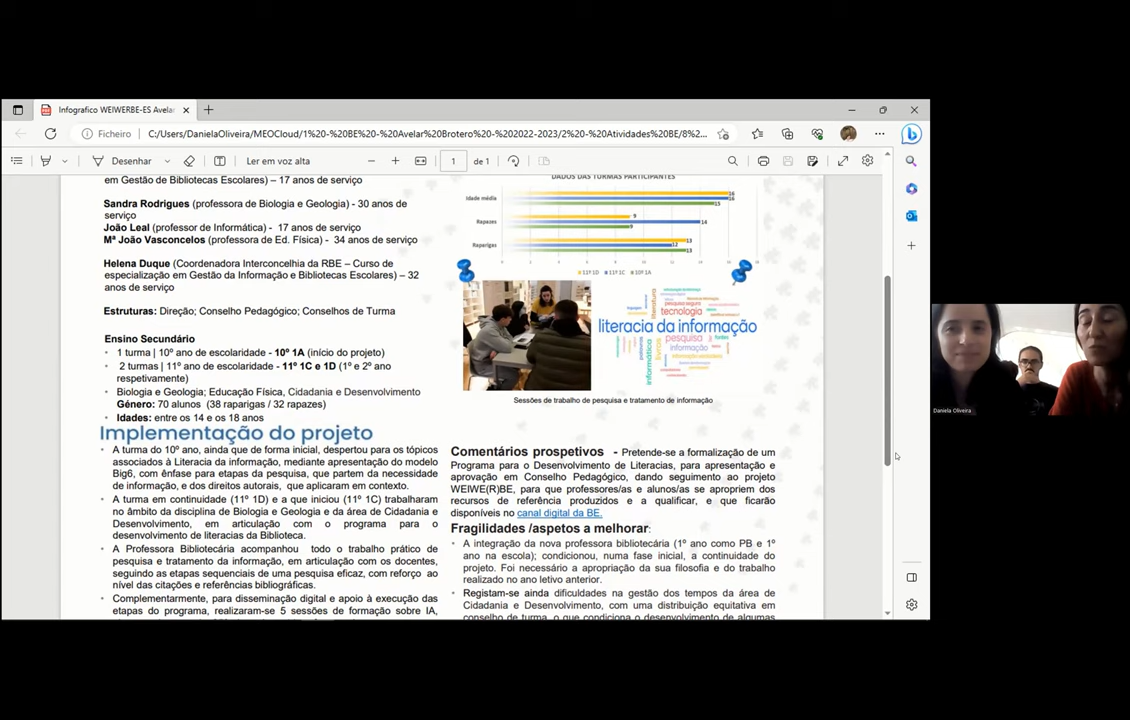 Infografico WEIWERBE-ES Avelar
Ficheiro
C:/Users/DanielaOliveira/MEOCloud/1%20-%20BE%20-%20Avelar%20Brotero%20-%202022-2023/2%20-%20Atividades%20BE/8%2...
Desenhar
Ler em voz alta
1
de 1
em Gestão de Bibliotecas Escolares) – 17 anos de serviço
Sandra Rodrigues (professora de Biologia e Geologia) - 30 anos de
serviço
João Leal (professor de Informática) - 17 anos de serviço
Mª João Vasconcelos (professora de Ed. Física) - 34 anos de serviço
Helena Duque (Coordenadora Interconcelhia da RBE – Curso de
especialização em Gestão da Informação e Bibliotecas Escolares) – 32
anos de serviço
Estruturas: Direção; Conselho Pedagógico; Conselhos de Turma
Ensino Secundário
• 1 turma | 10º ano de escolaridade - 10º 1A (início do projeto)
• 2 turmas | 11º ano de escolaridade - 11º 1C e 1D (1º e 2º ano
respetivamente)
• Biologia e Geologia; Educação Física, Cidadania e Desenvolvimento
Género: 70 alunos (38 raparigas / 32 rapazes)
• Idades: entre os 14 e os 18 anos
Implementação do projeto
• A turma do 10º ano, ainda que de forma inicial, despertou para os tópicos
associados à Literacia da informação, mediante apresentação do modelo
Big6, com ênfase para etapas da pesquisa, que partem da necessidade
de informação, e dos direitos autorais, que aplicaram em contexto.
• A turma em continuidade (11º 1D) e a que iniciou (11º 1C) trabalharam
no âmbito da disciplina de Biologia e Geologia e da área de Cidadania e
Desenvolvimento, em articulação com o programa para o
desenvolvimento de literacias da Biblioteca.
• A Professora Bibliotecária acompanhou todo o trabalho prático de
pesquisa e tratamento da informação, em articulação com os docentes,
seguindo as etapas sequenciais de uma pesquisa eficaz, com reforço ao
nível das citações e referências bibliográficas.
• Complementarmente, para disseminação digital e apoio à execução das
etapas do programa, realizaram-se 5 sessões de formação sobre IA,
DADOS DAS TURMAS PARTICIPANTES
Idade média
16
16
15
Rapazes
9
14
9
Raparigas
13
12
13
11º 1D
11º 1C
10º 1A
literatura
pesquisa segura
tecnologia
literacia da informação
pesquisa
informação
informática
livros
fontes
Sessões de trabalho de pesquisa e tratamento de informação
Comentários prospetivos - Pretende-se a formalização de um
Programa para o Desenvolvimento de Literacias, para apresentação e
aprovação em Conselho Pedagógico, dando seguimento ao projeto
WEIWE(R)BE, para que professores/as e alunos/as se apropriem dos
recursos de referência produzidos e a qualificar, e que ficarão
disponíveis no canal digital da BE.
Fragilidades /aspetos a melhorar:
• A integração da nova professora bibliotecária (1º ano como PB e 1º
ano na escola); condicionou, numa fase inicial, a continuidade do
projeto. Foi necessário a apropriação da sua filosofia e do trabalho
realizado no ano letivo anterior.
• Registam-se ainda dificuldades na gestão dos tempos da área de
Cidadania e Desenvolvimento, com uma distribuição equitativa em
conselho de turma, o que condiciona o desenvolvimento de algumas
Daniela Oliveira